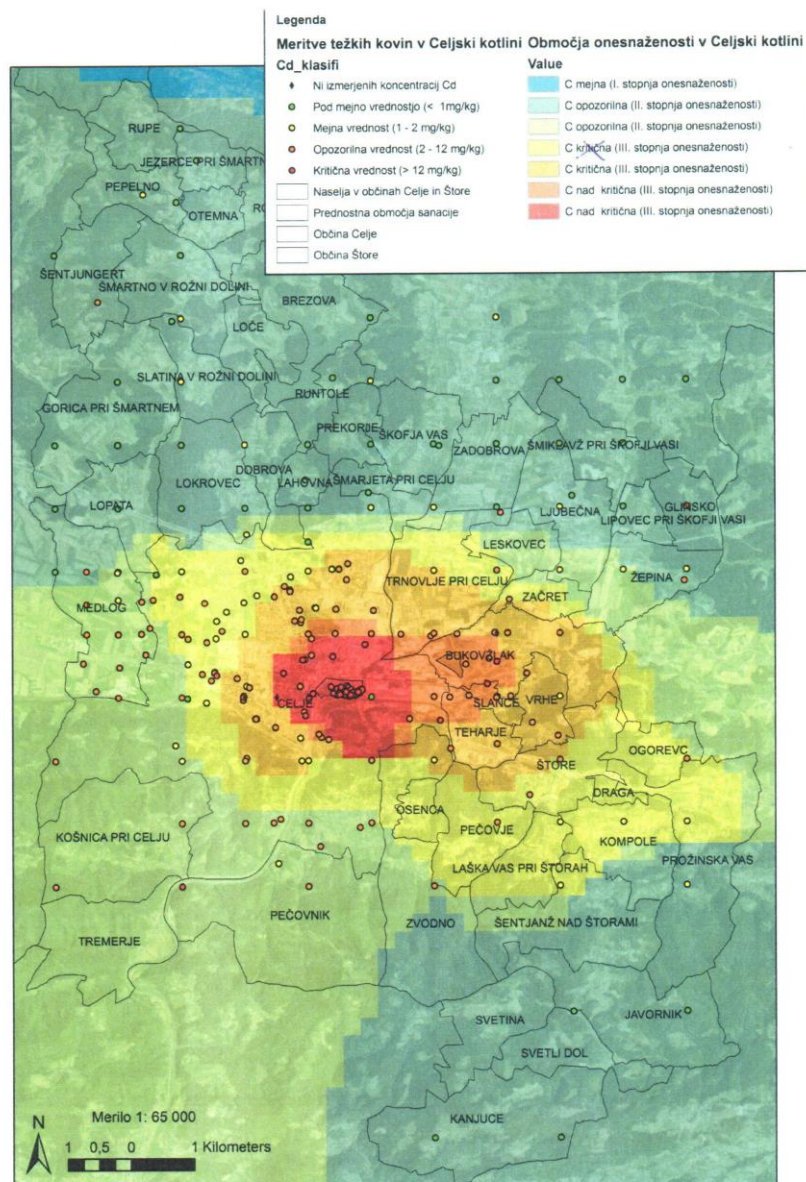 Legenda
Meritve težkih kovin v Celjski kotlini
Cd_klasifi
Ni izmerjenih koncentracij Cd
Pod mejno vrednostjo (< 1mg/kg)
Mejna vrednost (1 - 2 mg/kg)
Opozorilna vrednost (2 - 12 mg/kg)
Kritična vrednost (> 12 mg/kg)
Naselja v občinah Celje in Štore
Prednostna območja sanacije
Občina Celje
Občina Štore
Območja onesnaženosti v Celjski kotlini
Value
C mejna (I. stopnja onesnaženosti)
C opozorilna (II. stopnja onesnaženosti)
C opozorilna (II. stopnja onesnaženosti)
C kritična (III. stopnja onesnaženosti)
C kritična (III. stopnja onesnaženosti)
C nad kritična (III. stopnja onesnaženosti)
C nad kritična (III. stopnja onesnaženosti)
RUPE
JEZERCE PRI ŠMARTN
PEPELNO
OTEMNA
ŠENTJUNGERT
ŠMARTNO V ROŽNI DOLINI
BREZOVA
LOČE
SLATINA V ROŽNI DOLINI
RUNTOLE
GORICA PRI ŠMARTNEM
PREKORJE
ŠKOFJA VAS
ZADOBROVA
ŠMIKLAVŽ PRI ŠKOFJI VASI
DOBROVA
LOKROVEC
LAHOVNA
ŠMARJETA PRI CELJU
LOPATA
LJUBEČNA
GLINSKO
LIPOVEC PRI ŠKOFJI VASI
LESKOVEC
TRNOVLJE PRI CELJU
ŽEPINA
MEDLOG
ZAČRET
BUKOVŽLAK
CELJE
SLANCE
VRHE
TEHARJE
OGOREVC
ŠTORE
DRAGA
OSENCA
PEČOVJE
KOMPOLE
KOŠNICA PRI CELJU
LAŠKA VAS PRI ŠTORAH
PROŽINSKA VAS
PEČOVNIK
ZVODNO
ŠENTJANŽ NAD ŠTORAMI
TREMERJE
SVETINA
JAVORNIK
SVETLI DOL
KANJUCE
N
Merilo 1: 65 000
1 0,5 0 1 Kilometers